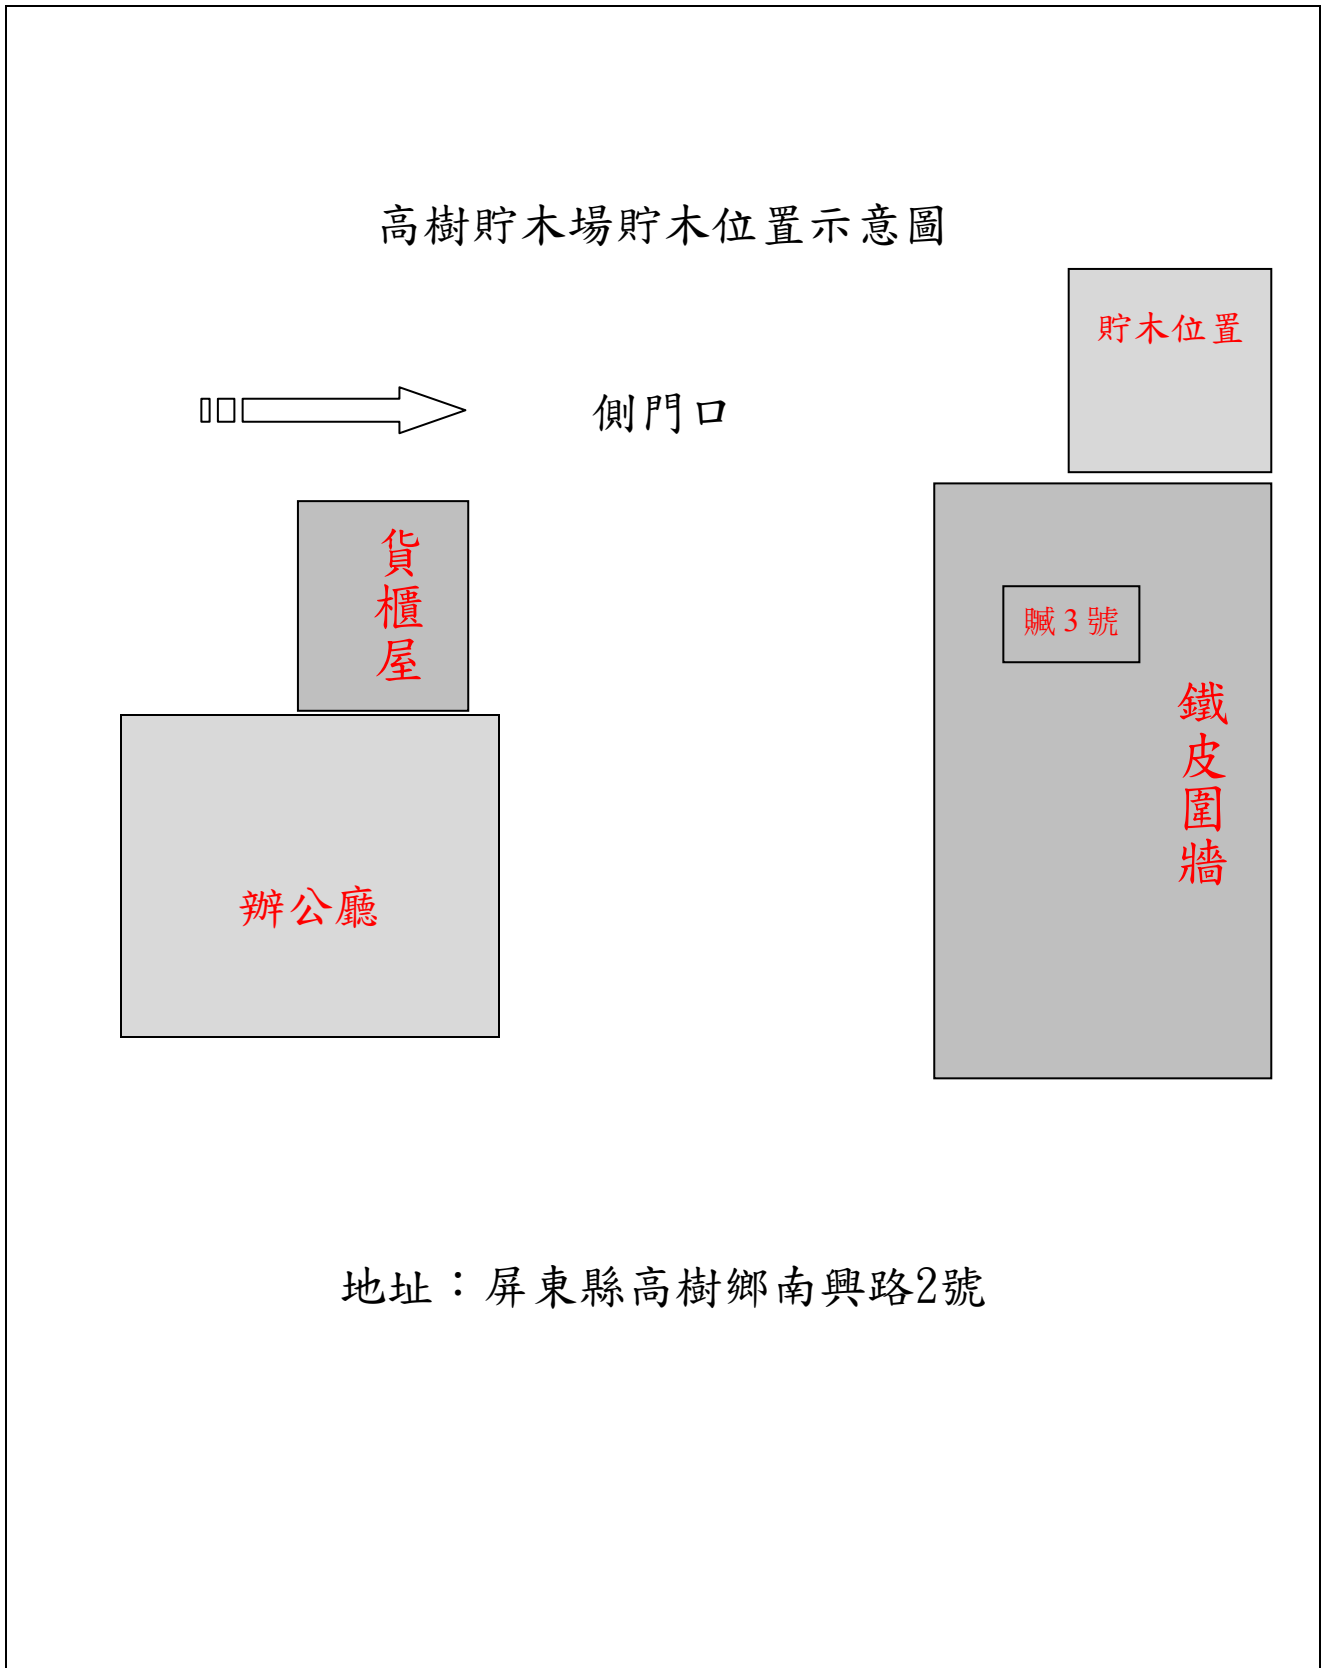 高樹貯木場貯木位置示意圖
貯木位置
側門口
貨櫃屋
贓3號
鐵皮圍牆
辦公廳
地址：屏東縣高樹鄉南興路2號